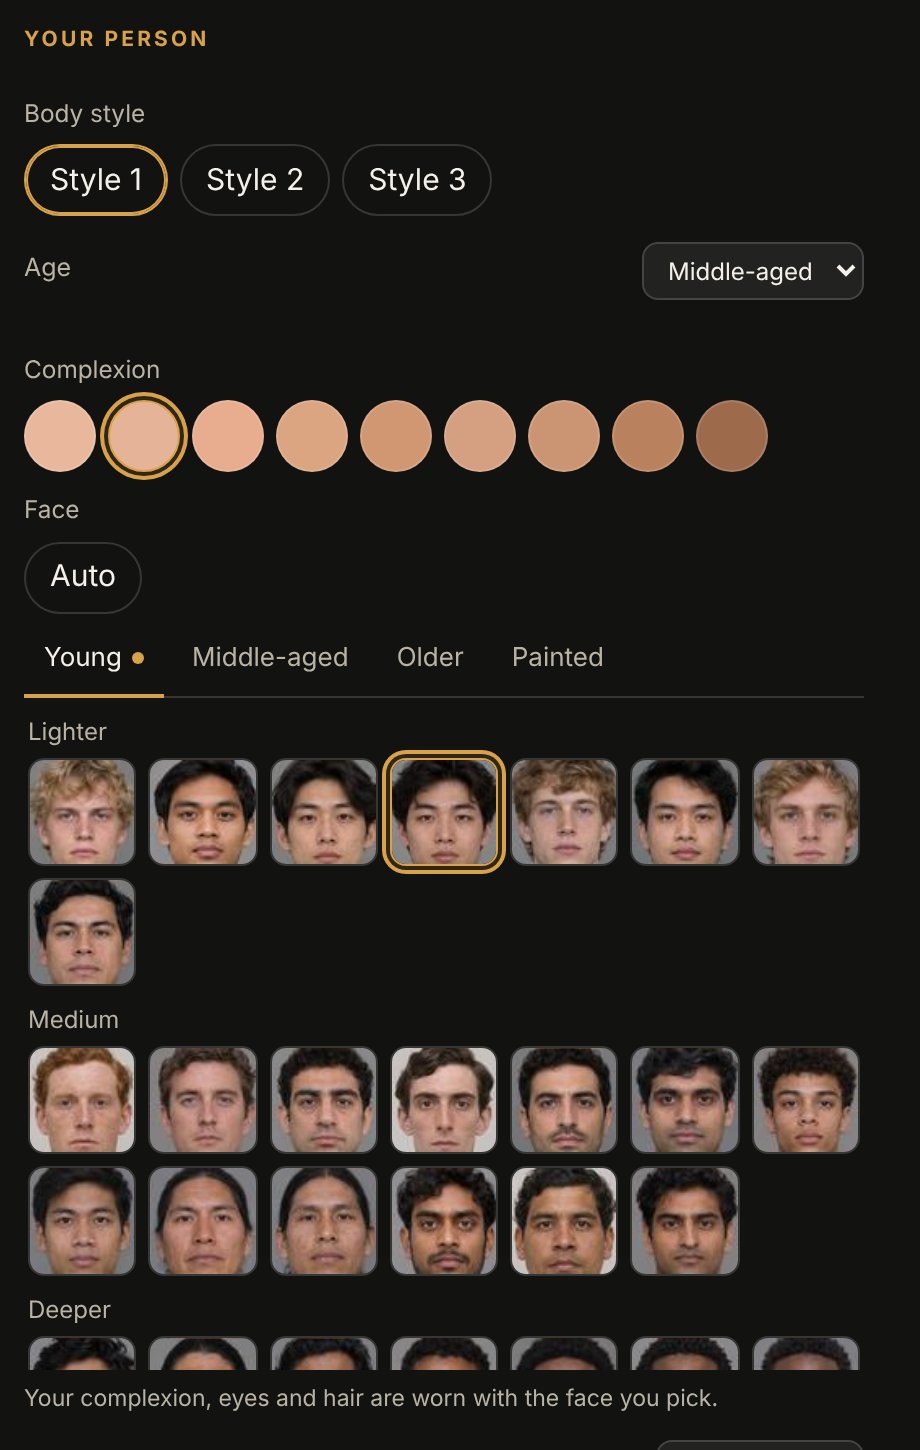 YOUR PERSON
Body style
Style 1 Style 2 Style 3
Age Middle-aged
Complexion
Face
Auto
Young Middle-aged Older Painted
Lighter
Medium
Deeper
Your complexion, eyes and hair are worn with the face you pick.